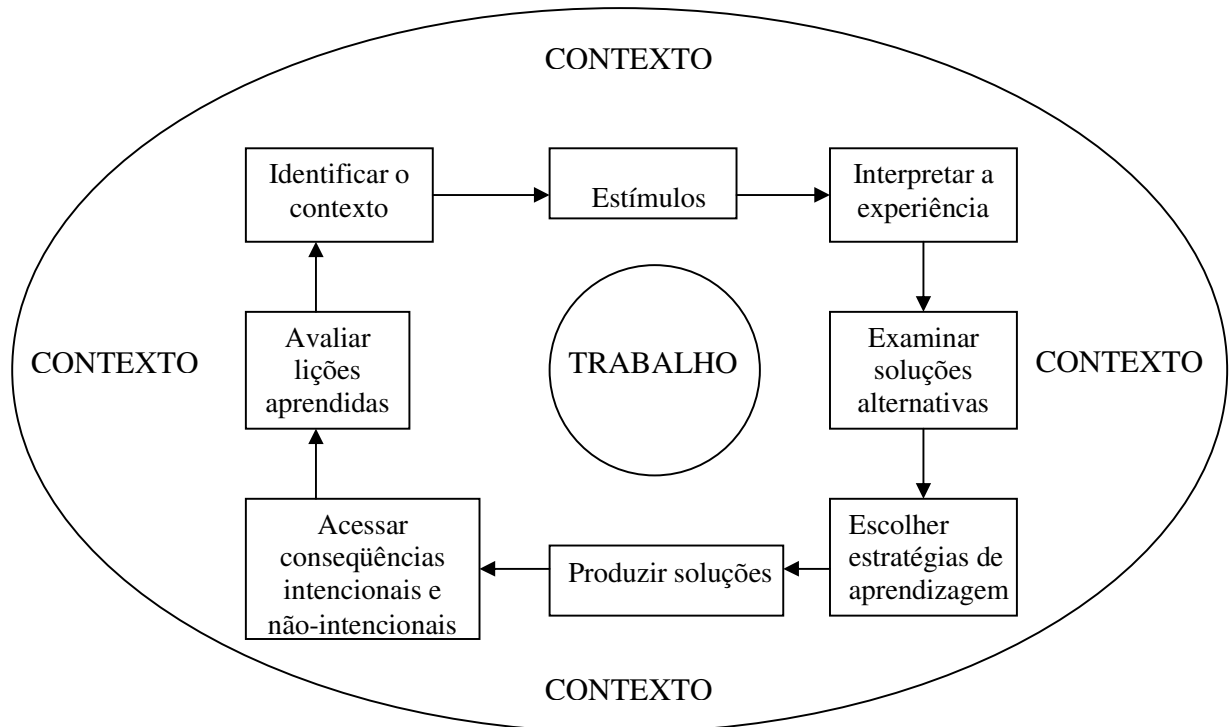 CONTEXTO
Identificar o
contexto
Estímulos
Interpretar a
experiência
CONTEXTO
Avaliar
lições
aprendidas
TRABALHO
Examinar
soluções
alternativas
CONTEXTO
Acessar
conseqüências
intencionais e
não-intencionais
Produzir soluções
Escolher
estratégias de
aprendizagem
CONTEXTO